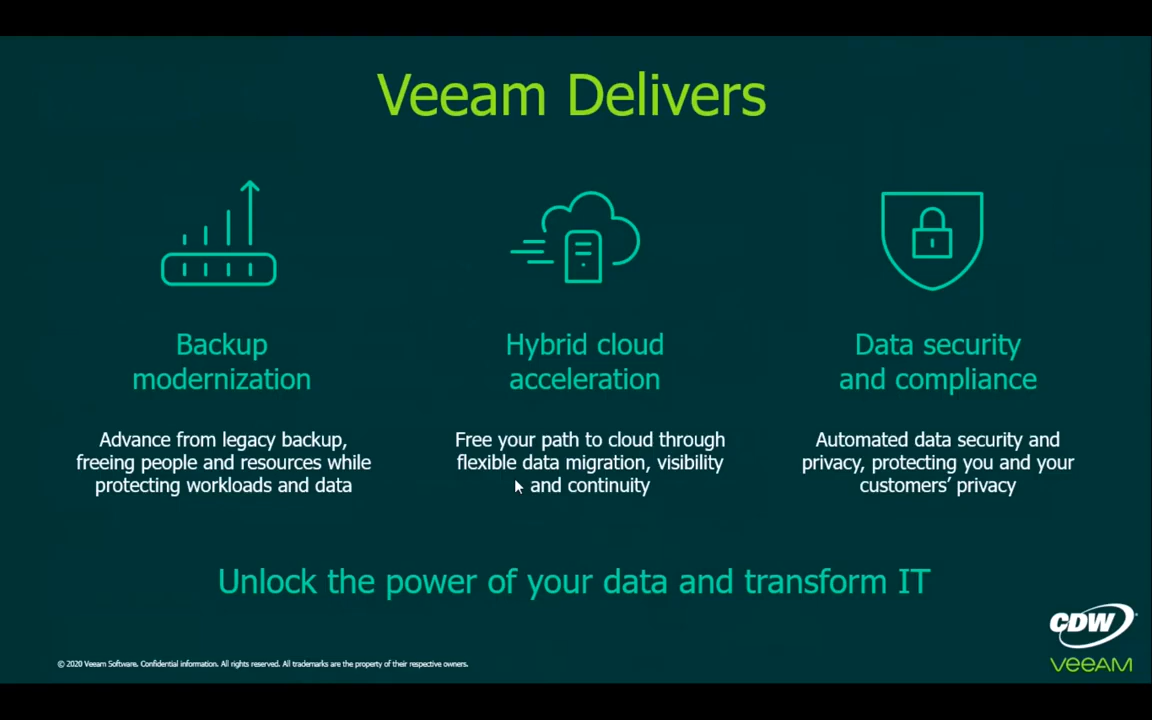 Veeam Delivers
Backup
modernization
Advance from legacy backup,
freeing people and resources while
protecting workloads and data
Hybrid cloud
acceleration
Free your path to cloud through
flexible data migration, visibility
and continuity
Data security
and compliance
Automated data security and
privacy, protecting you and your
customers’ privacy
Unlock the power of your data and transform IT
© 2020 Veeam Software. Confidential information. All rights reserved. All trademarks are the property of their respective owners.
CDW
VEEAM